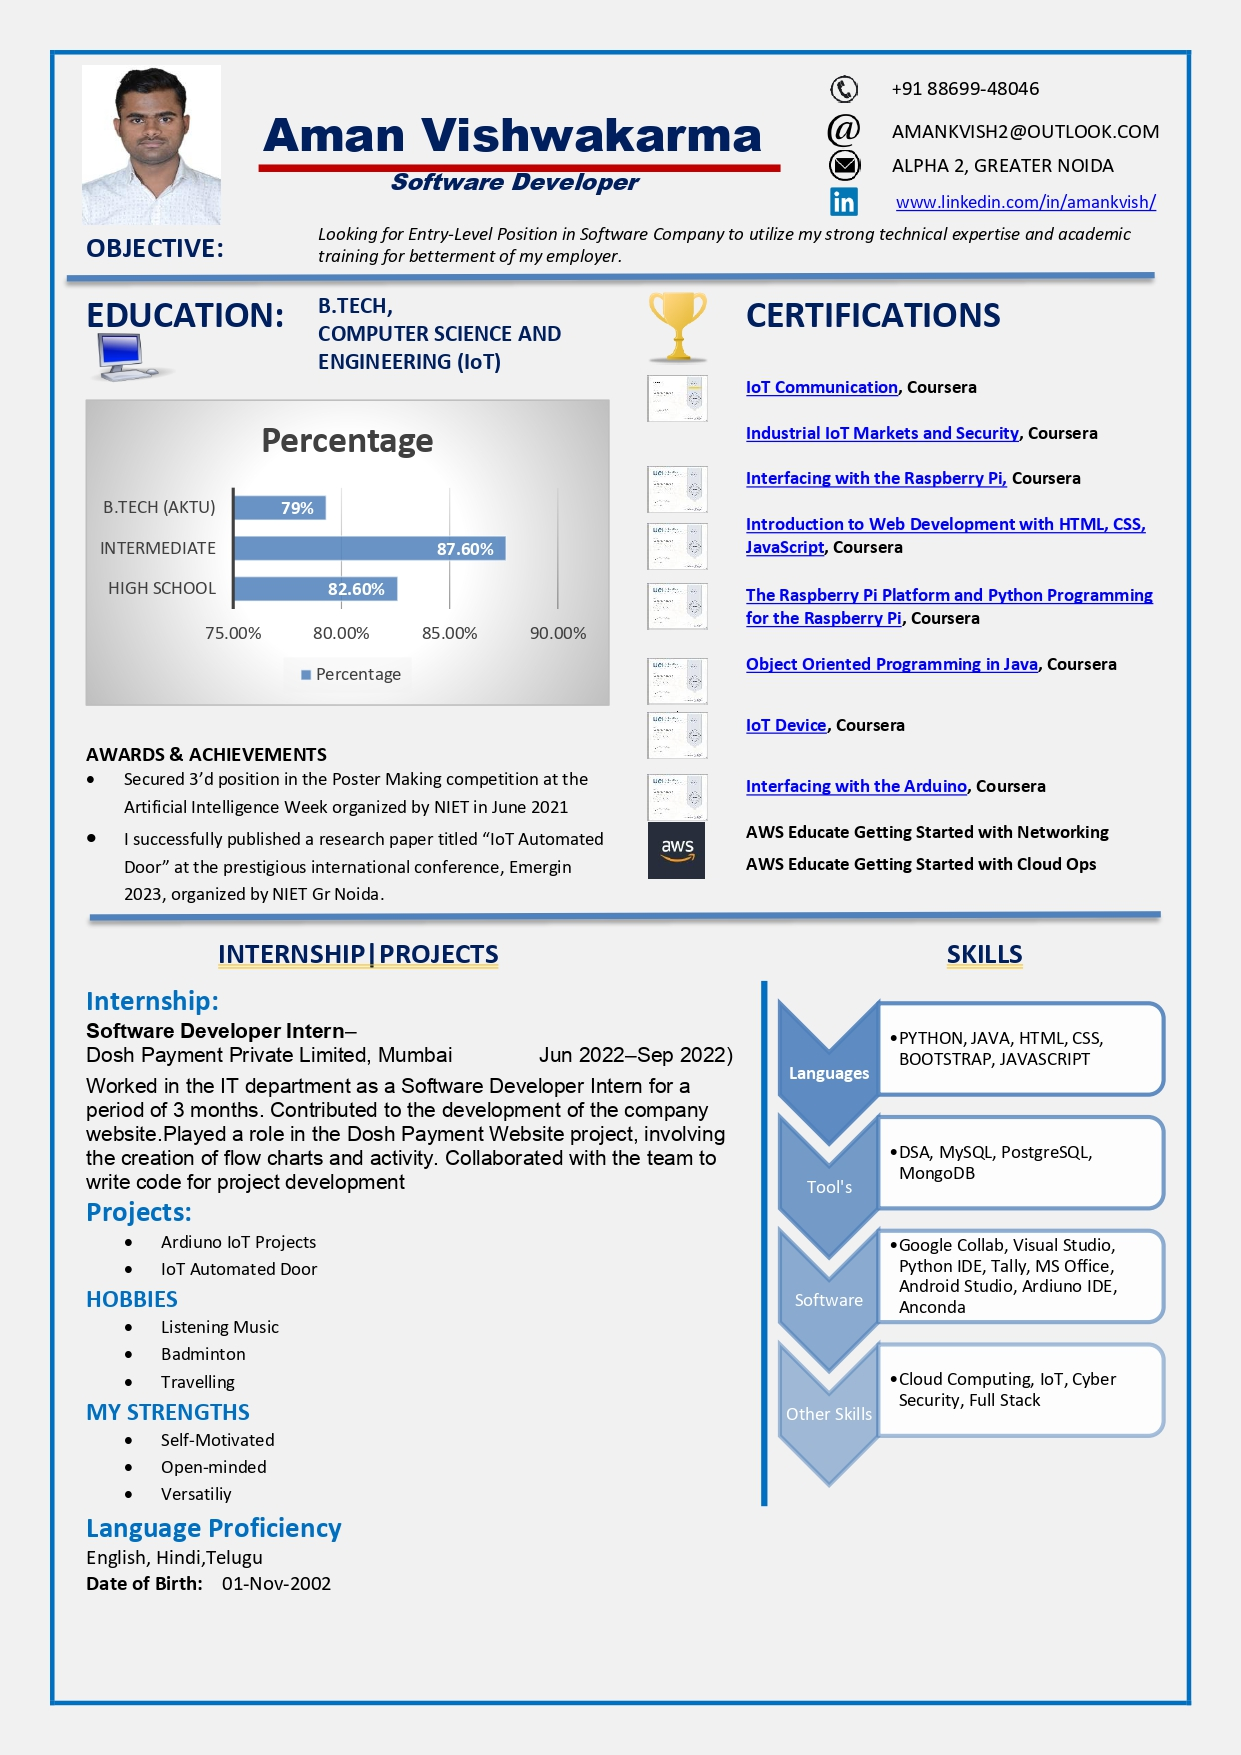 Aman Vishwakarma
Software Developer
+91 88699-48046
AMANKVISH2@OUTLOOK.COM
ALPHA 2, GREATER NOIDA
in
www.linkedin.com/in/amankvish/
OBJECTIVE:
Looking for Entry-Level Position in Software Company to utilize my strong technical expertise and academic
training for betterment of my employer.
EDUCATION:
B.TECH,
COMPUTER SCIENCE AND
ENGINEERING (IoT)
Percentage
B.TECH (AKTU) 79%
INTERMEDIATE 87.60%
HIGH SCHOOL 82.60%
75.00% 80.00% 85.00% 90.00%
Percentage
AWARDS & ACHIEVEMENTS
• Secured 3’d position in the Poster Making competition at the
Artificial Intelligence Week organized by NIET in June 2021
• I successfully published a research paper titled “IoT Automated
Door” at the prestigious international conference, Emergin
2023, organized by NIET Gr Noida.
CERTIFICATIONS
IoT Communication, Coursera
Industrial IoT Markets and Security, Coursera
Interfacing with the Raspberry Pi, Coursera
Introduction to Web Development with HTML, CSS,
JavaScript, Coursera
The Raspberry Pi Platform and Python Programming
for the Raspberry Pi, Coursera
Object Oriented Programming in Java, Coursera
IoT Device, Coursera
Interfacing with the Arduino, Coursera
aws
AWS Educate Getting Started with Networking
AWS Educate Getting Started with Cloud Ops
INTERNSHIP|PROJECTS
Internship:
Software Developer Intern–
Dosh Payment Private Limited, Mumbai Jun 2022–Sep 2022)
Worked in the IT department as a Software Developer Intern for a
period of 3 months. Contributed to the development of the company
website.Played a role in the Dosh Payment Website project, involving
the creation of flow charts and activity. Collaborated with the team to
write code for project development
Projects:
• Ardiuno IoT Projects
• IoT Automated Door
HOBBIES
• Listening Music
• Badminton
• Travelling
MY STRENGTHS
• Self-Motivated
• Open-minded
• Versatiliy
Language Proficiency
English, Hindi,Telugu
Date of Birth: 01-Nov-2002
SKILLS
Languages
•PYTHON, JAVA, HTML, CSS,
BOOTSTRAP, JAVASCRIPT
Tool's
•DSA, MySQL, PostgreSQL,
MongoDB
Software
•Google Collab, Visual Studio,
Python IDE, Tally, MS Office,
Android Studio, Ardiuno IDE,
Anconda
Other Skills
•Cloud Computing, IoT, Cyber
Security, Full Stack